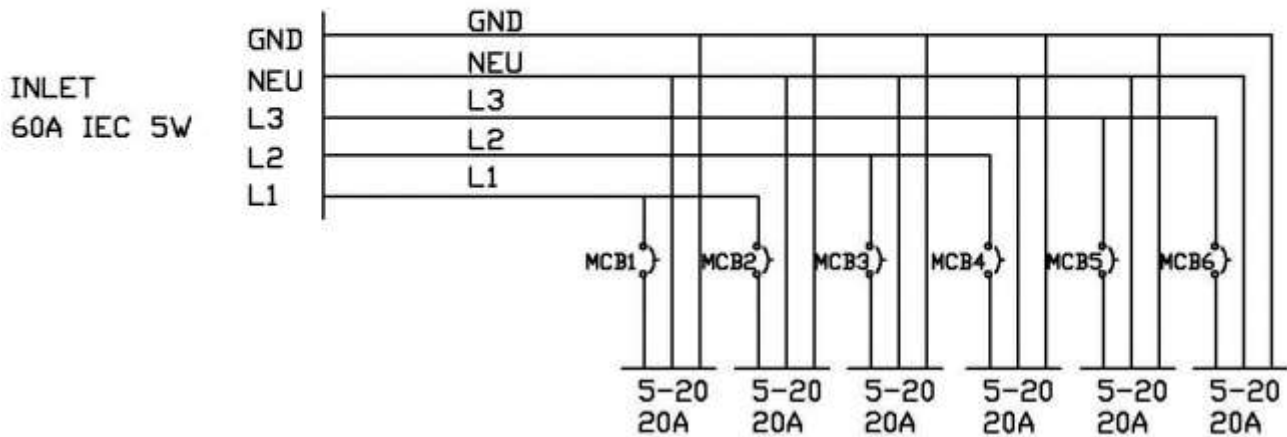 GND
GND
NEU
NEU
INLET
60A IEC 5W
L3
L3
L2
L2
L1
L1
MCB1
MCB2
MCB3
MCB4
MCB5
MCB6
5-20 5-20 5-20 5-20 5-20 5-20
20A 20A 20A 20A 20A 20A